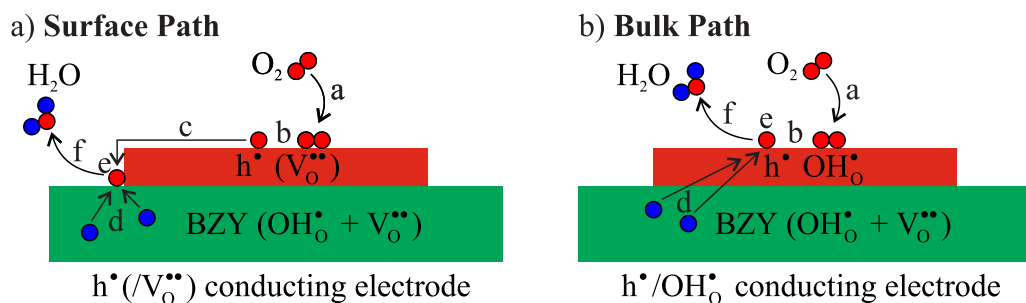 a) Surface Path
H₂O
O₂
a
c
b
f
e
h• (V_O^••)
d
BZY (OH_O^• + V_O^••)
h•(/V_O^••) conducting electrode
b) Bulk Path
H₂O
O₂
a
f
e
b
h• OH_O^•
d
BZY (OH_O^• + V_O^••)
h•/OH_O^• conducting electrode